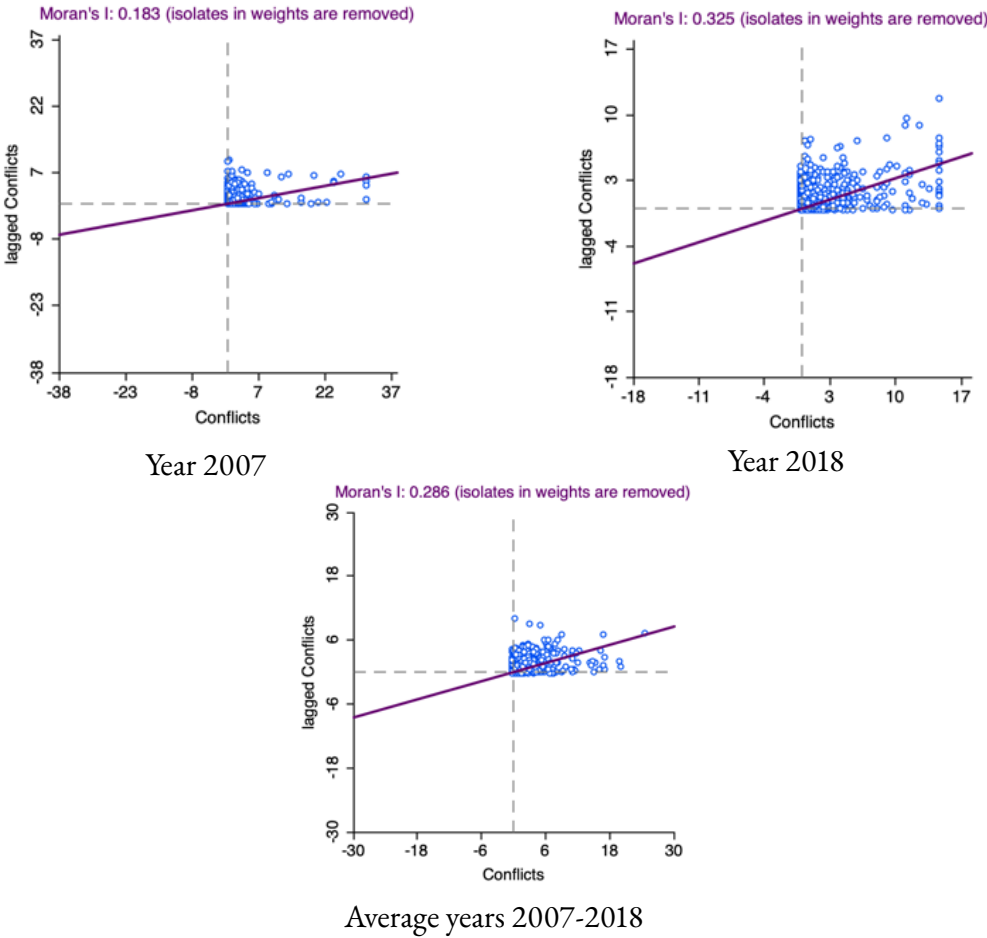 Moran's I: 0.183 (isolates in weights are removed)
37
22
7
-8
-23
-38
lagged Conflicts
-38 -23 -8 7 22 37
Conflicts
Year 2007
Moran's I: 0.325 (isolates in weights are removed)
17
10
3
-4
-11
-18
lagged Conflicts
-18 -11 -4 3 10 17
Conflicts
Year 2018
Moran's I: 0.286 (isolates in weights are removed)
30
18
6
-6
-18
-30
lagged Conflicts
-30 -18 -6 6 18 30
Conflicts
Average years 2007-2018